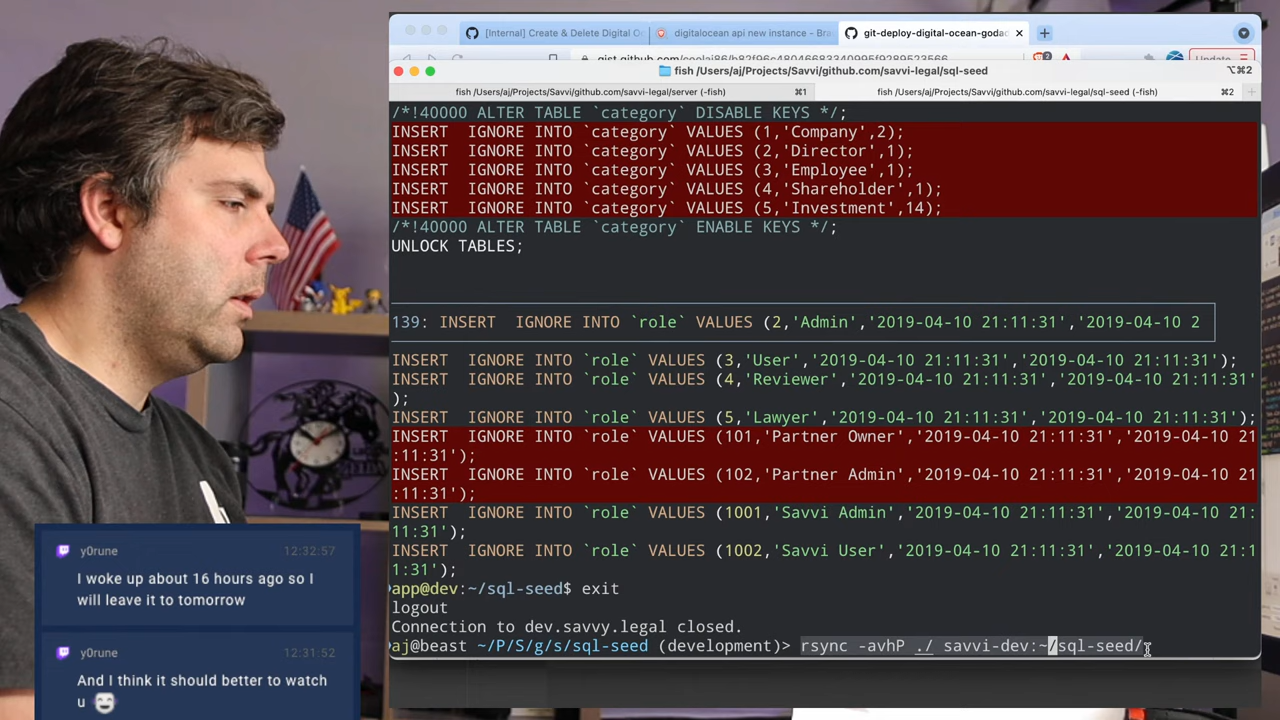 [Internal] Create & Delete Digital O
digitalocean api new instance - Bra
git-deploy-digital-ocean-godad
fish /Users/aj/Projects/Savvi/github.com/savvi-legal/sql-seed
⌥⌘2
fish /Users/aj/Projects/Savvi/github.com/savvi-legal/server (-fish)
⌘1
fish /Users/aj/Projects/Savvi/github.com/savvi-legal/sql-seed (-fish)
⌘2
/*!40000 ALTER TABLE `category` DISABLE KEYS */;
INSERT  IGNORE INTO `category` VALUES (1,'Company',2);
INSERT  IGNORE INTO `category` VALUES (2,'Director',1);
INSERT  IGNORE INTO `category` VALUES (3,'Employee',1);
INSERT  IGNORE INTO `category` VALUES (4,'Shareholder',1);
INSERT  IGNORE INTO `category` VALUES (5,'Investment',14);
/*!40000 ALTER TABLE `category` ENABLE KEYS */;
UNLOCK TABLES;
139: INSERT  IGNORE INTO `role` VALUES (2,'Admin','2019-04-10 21:11:31','2019-04-10 2
INSERT  IGNORE INTO `role` VALUES (3,'User','2019-04-10 21:11:31','2019-04-10 21:11:31');
INSERT  IGNORE INTO `role` VALUES (4,'Reviewer','2019-04-10 21:11:31','2019-04-10 21:11:31'
);
INSERT  IGNORE INTO `role` VALUES (5,'Lawyer','2019-04-10 21:11:31','2019-04-10 21:11:31');
INSERT  IGNORE INTO `role` VALUES (101,'Partner Owner','2019-04-10 21:11:31','2019-04-10 21
:11:31');
INSERT  IGNORE INTO `role` VALUES (102,'Partner Admin','2019-04-10 21:11:31','2019-04-10 21
:11:31');
INSERT  IGNORE INTO `role` VALUES (1001,'Savvi Admin','2019-04-10 21:11:31','2019-04-10 21:
11:31');
INSERT  IGNORE INTO `role` VALUES (1002,'Savvi User','2019-04-10 21:11:31','2019-04-10 21:1
1:31');
app@dev:~/sql-seed$ exit
logout
Connection to dev.savvy.legal closed.
aj@beast ~/P/S/g/s/sql-seed (development)> rsync -avhP ./ savvi-dev:~/sql-seed/
y0rune 12:32:57
I woke up about 16 hours ago so I
will leave it to tomorrow
y0rune 12:31:52
And I think it should better to watch
u